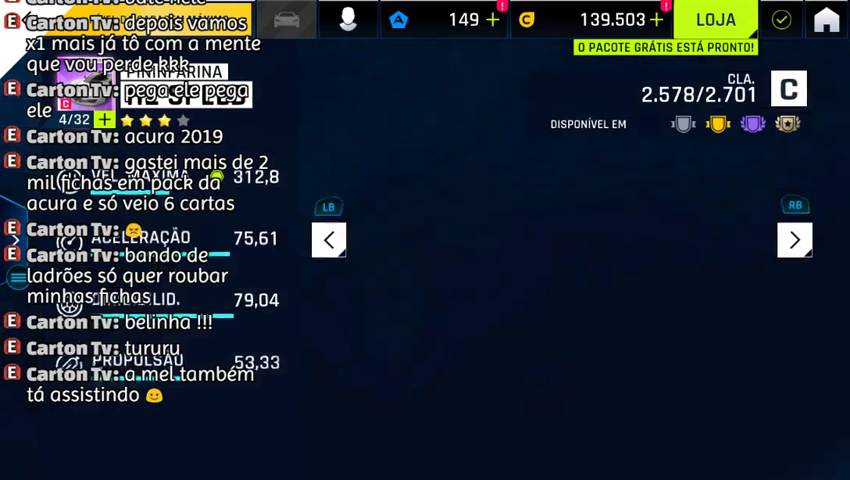 depois vamos
x1 mais já tô com a mente
que vou perde kkk
Carton Tv: pega ele pega
ele
Carton Tv: acura 2019
Carton Tv: gastei mais de 2
mil fichas em pack da
acura e só veio 6 cartas
Carton Tv: 😠
Carton Tv: bando de
ladrões só quer roubar
minhas fichas
Carton Tv: belinha !!!
Carton Tv: tururu
Carton Tv: a mel também
tá assistindo 🙂
PININFARINA
SPEED
C
4/32
VEL. MÁXIMA
312,8
ACELERAÇÃO
75,61
79,04
PROPULSÃO
53,33
149
139.503
LOJA
O PACOTE GRÁTIS ESTÁ PRONTO!
CLA.
2.578/2.701
C
DISPONÍVEL EM
LB
RB